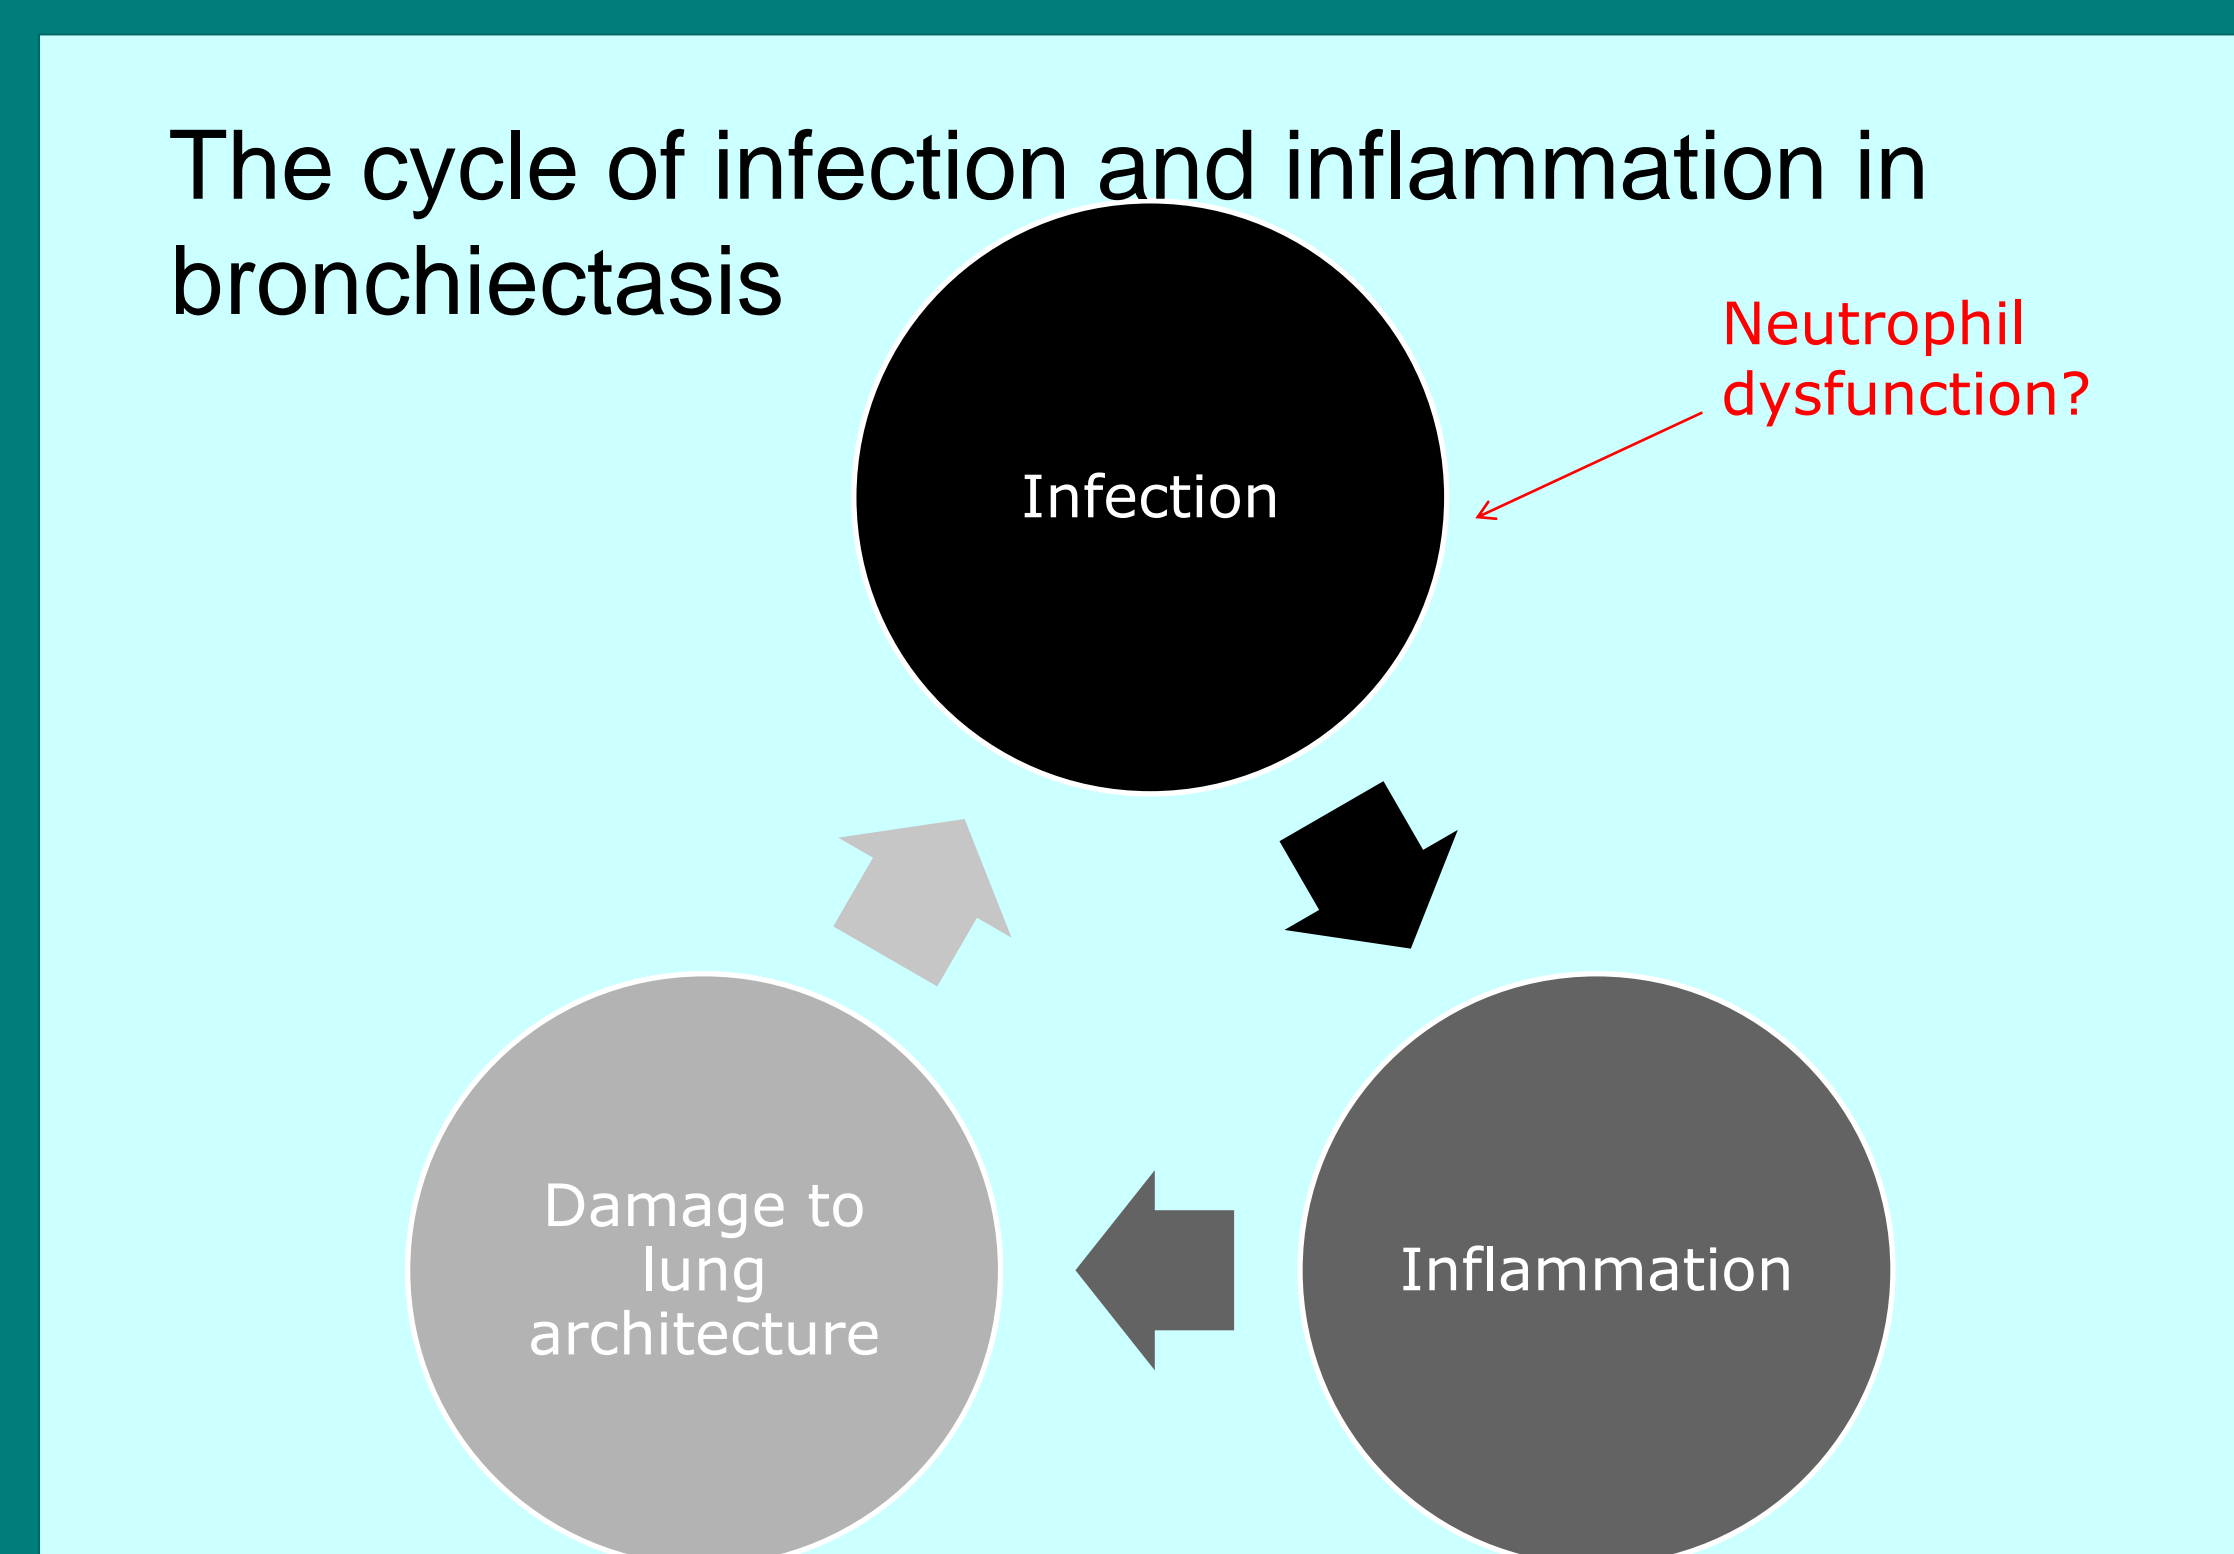 The cycle of infection and inflammation in
bronchiectasis
Neutrophil
dysfunction?
Infection
Damage to
lung
architecture
Inflammation